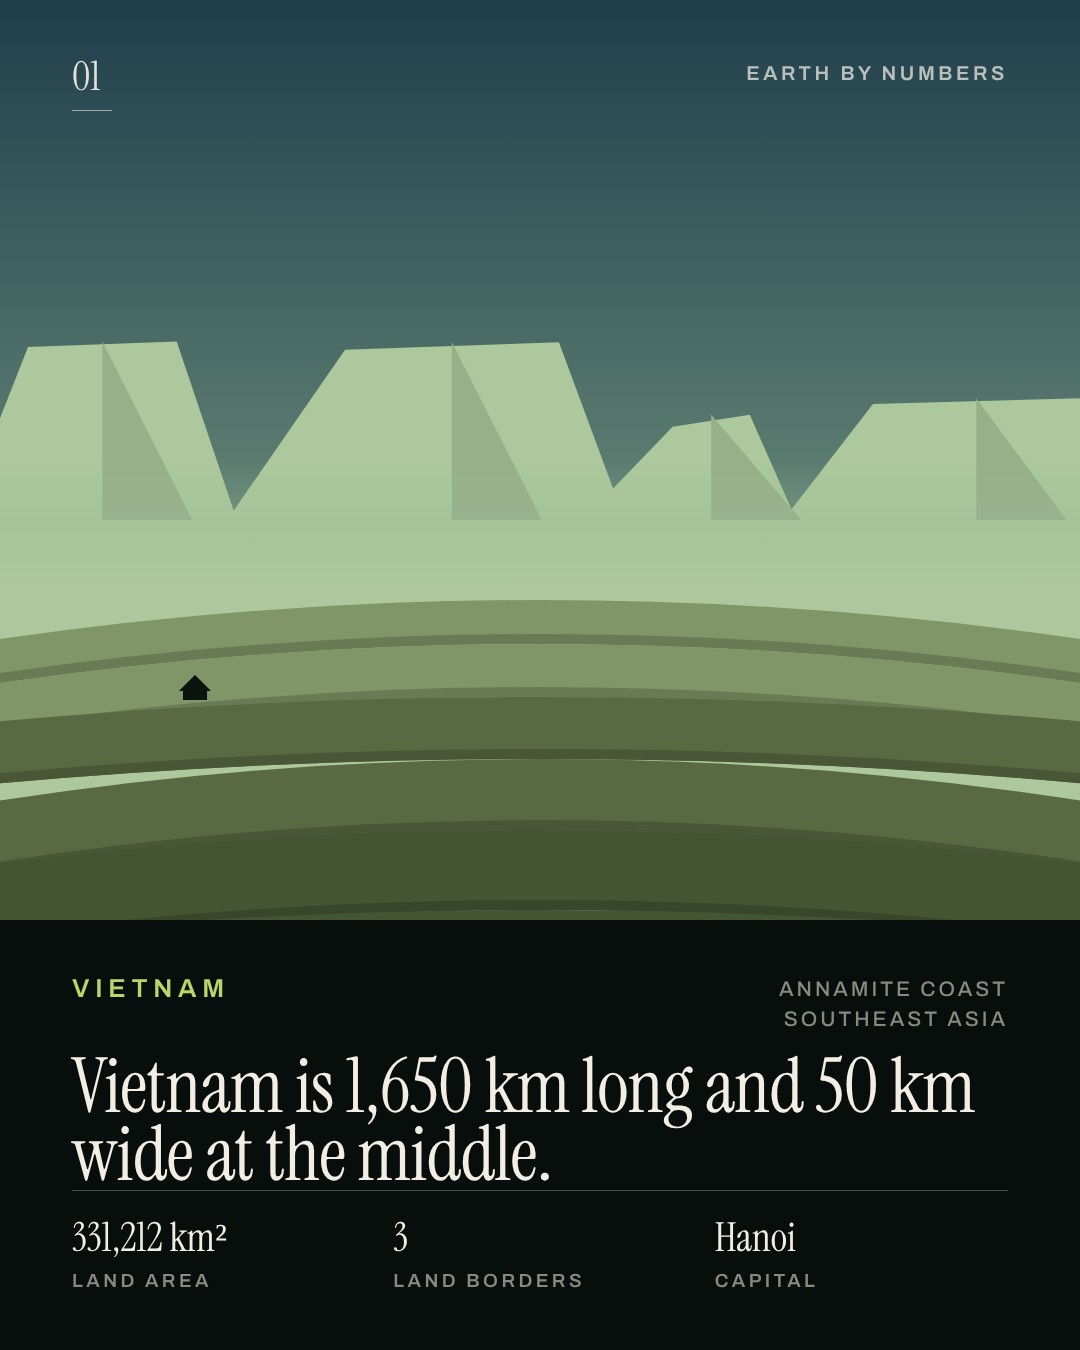 01
EARTH BY NUMBERS
VIETNAM
ANNAMITE COAST
SOUTHEAST ASIA
Vietnam is 1,650 km long and 50 km
wide at the middle.
331,212 km²
LAND AREA
3
LAND BORDERS
Hanoi
CAPITAL